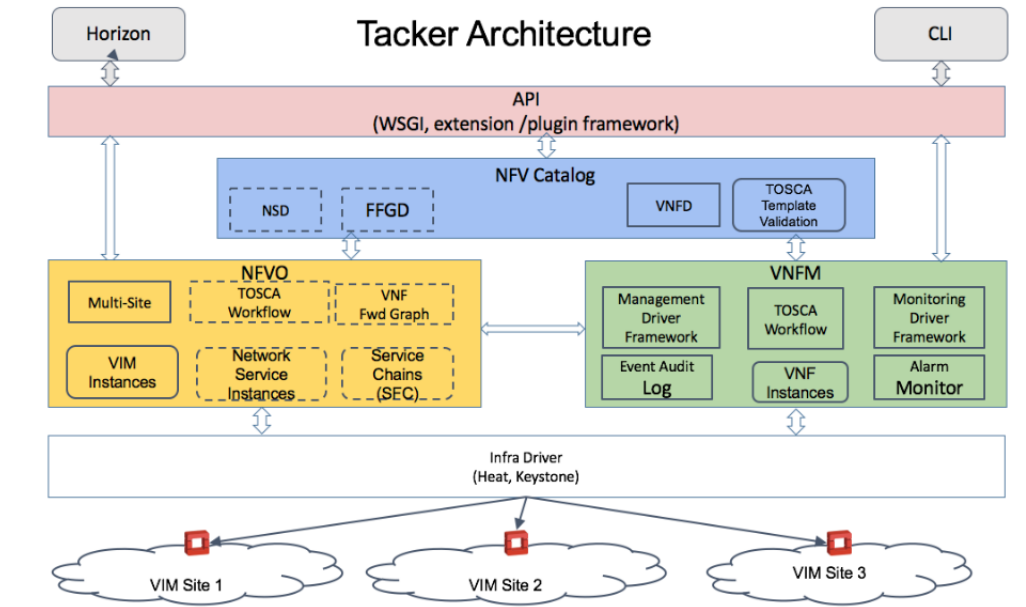 Tacker Architecture
Horizon
CLI
API
(WSGI, extension /plugin framework)
NFV Catalog
NSD
FFGD
VNFD
TOSCA
Template
Validation
NFVO
Multi-Site
TOSCA
Workflow
VNF
Fwd Graph
VIM
Instances
Network
Service
Instances
Service
Chains
(SFC)
VNFM
Management
Driver
Framework
TOSCA
Workflow
Monitoring
Driver
Framework
Event Audit
Log
VNF
Instances
Alarm
Monitor
Infra Driver
(Heat, Keystone)
VIM Site 1
VIM Site 2
VIM Site 3